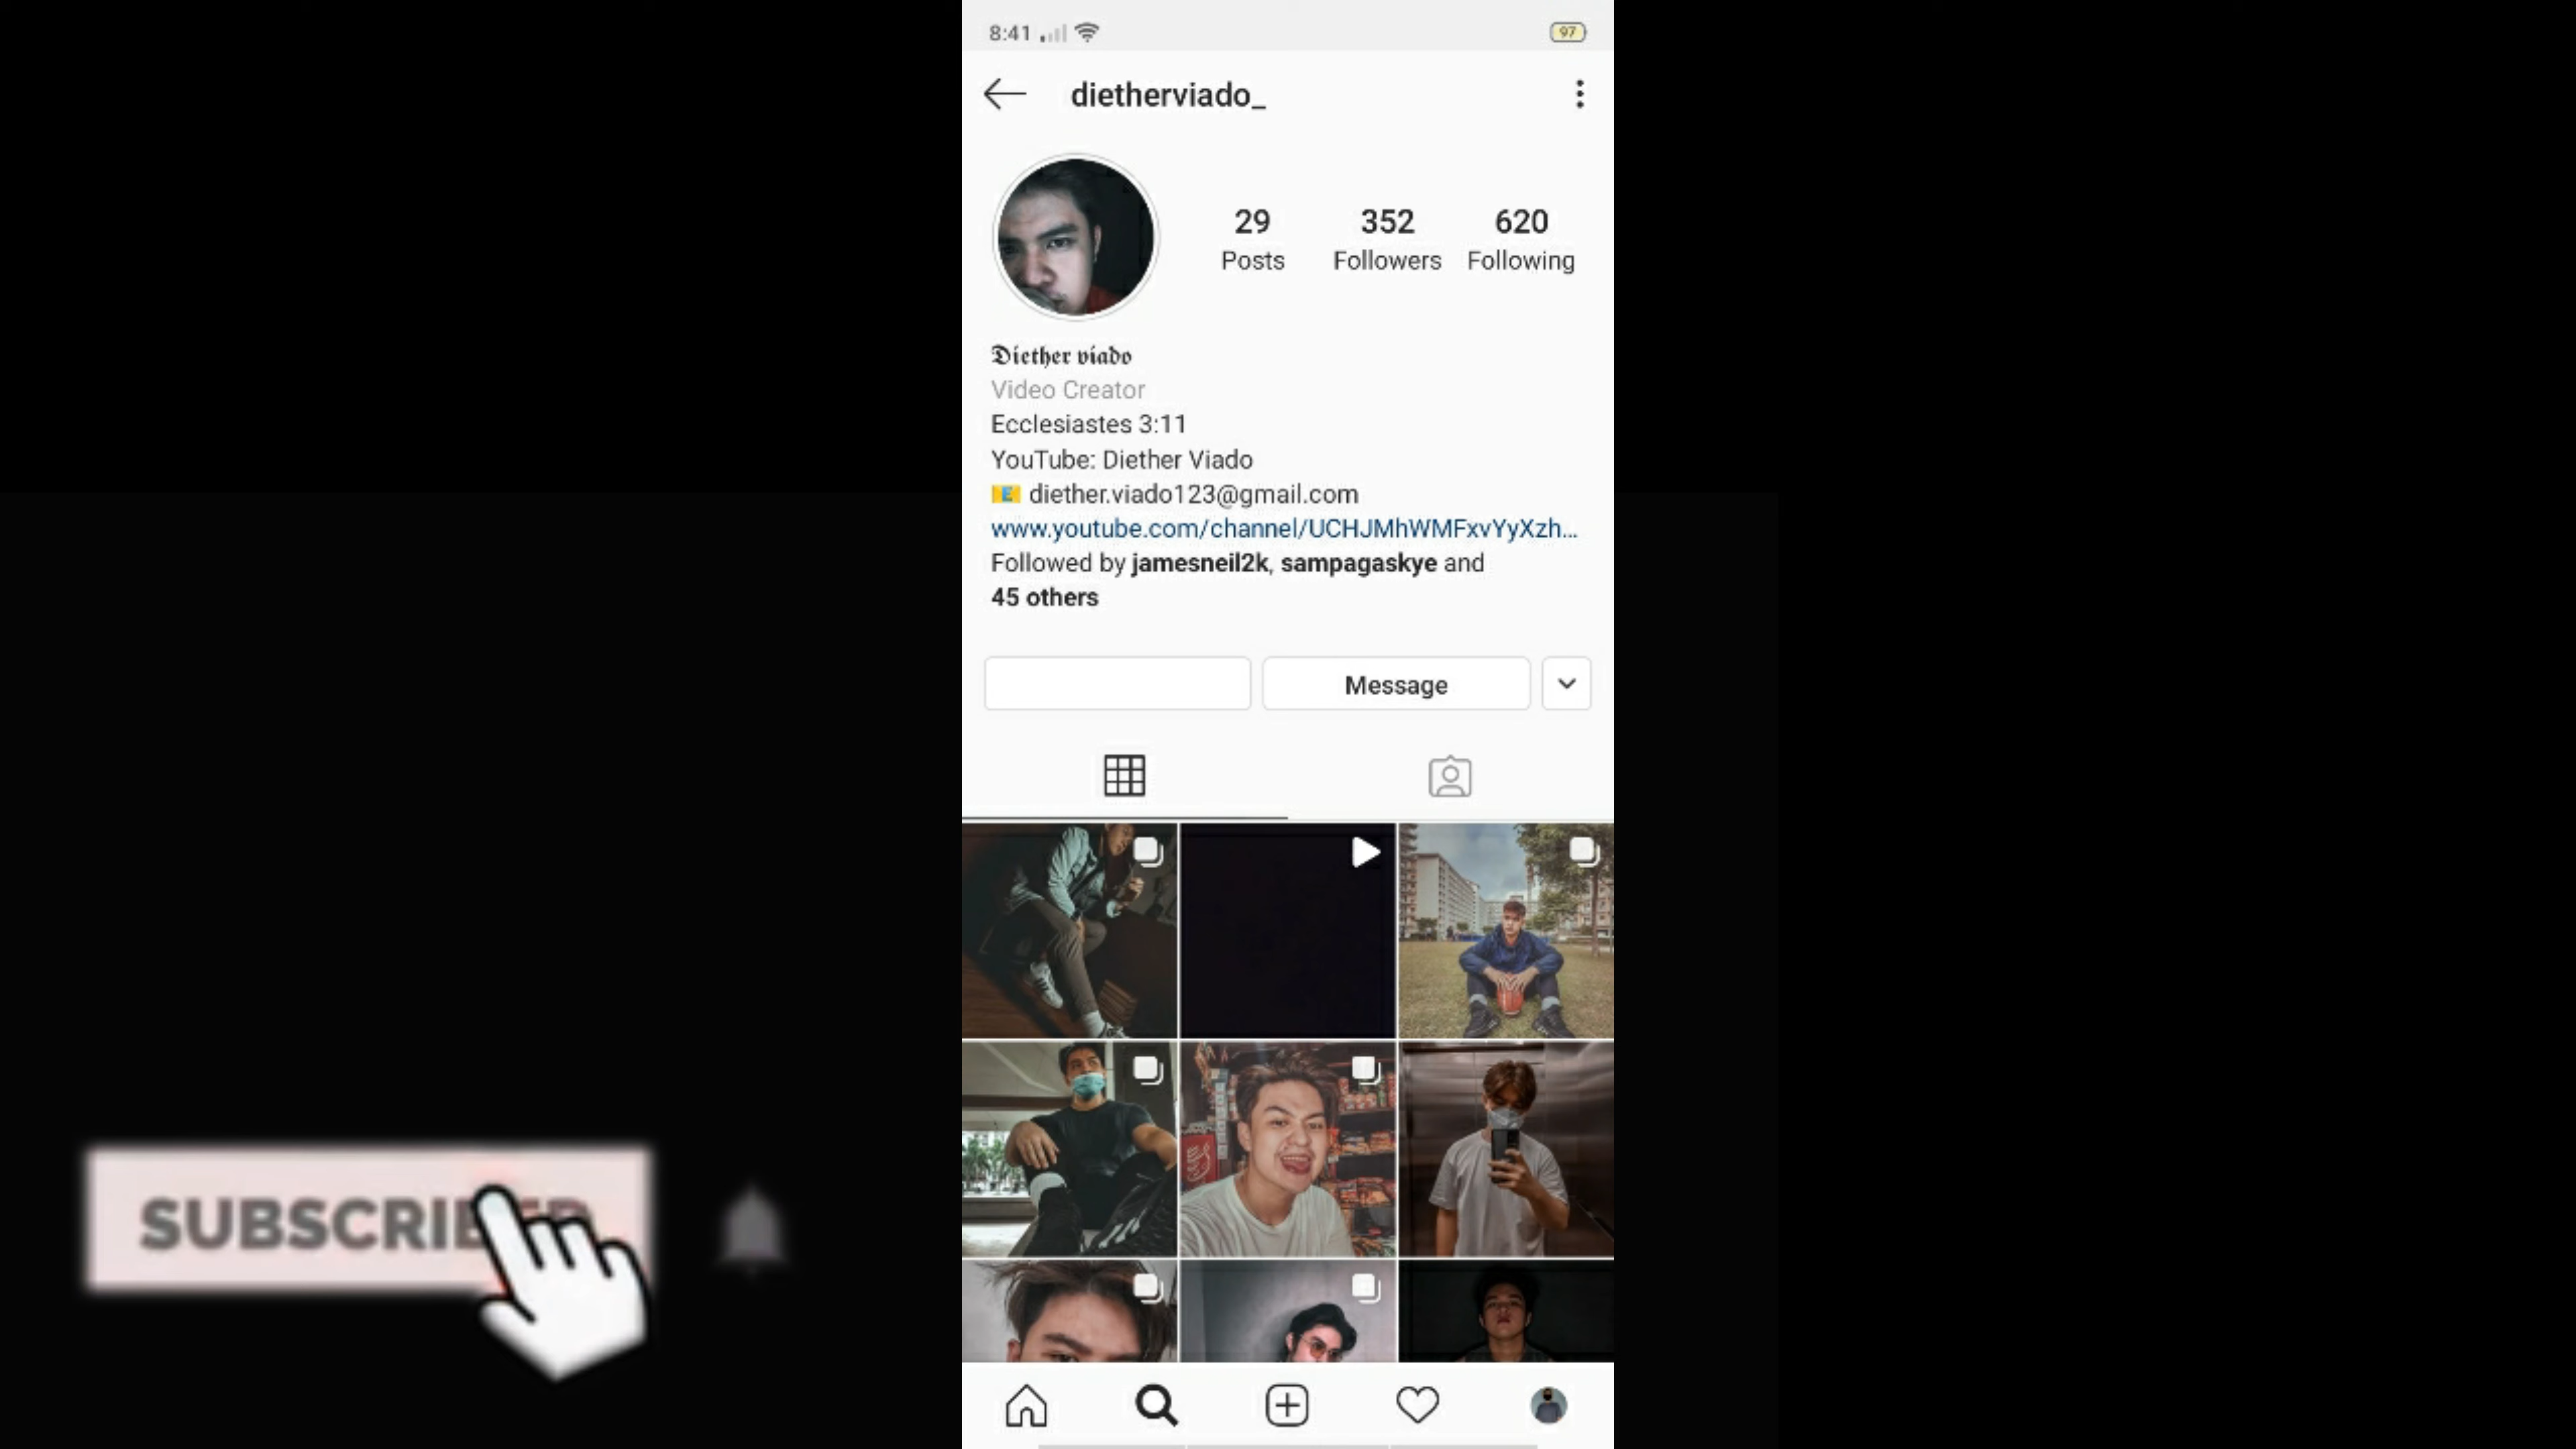 8:41
97
dietherviado_
29
352
620
Posts
Followers
Following
𝕯𝖎𝖊𝖙𝖍𝖊𝖗 𝖛𝖎𝖆𝖉𝖔
Video Creator
Ecclesiastes 3:11
YouTube: Diether Viado
📧 diether.viado123@gmail.com
www.youtube.com/channel/UCHJMhWMFxvYyXzh...
Followed by jamesneil2k, sampagaskye and
45 others
Message